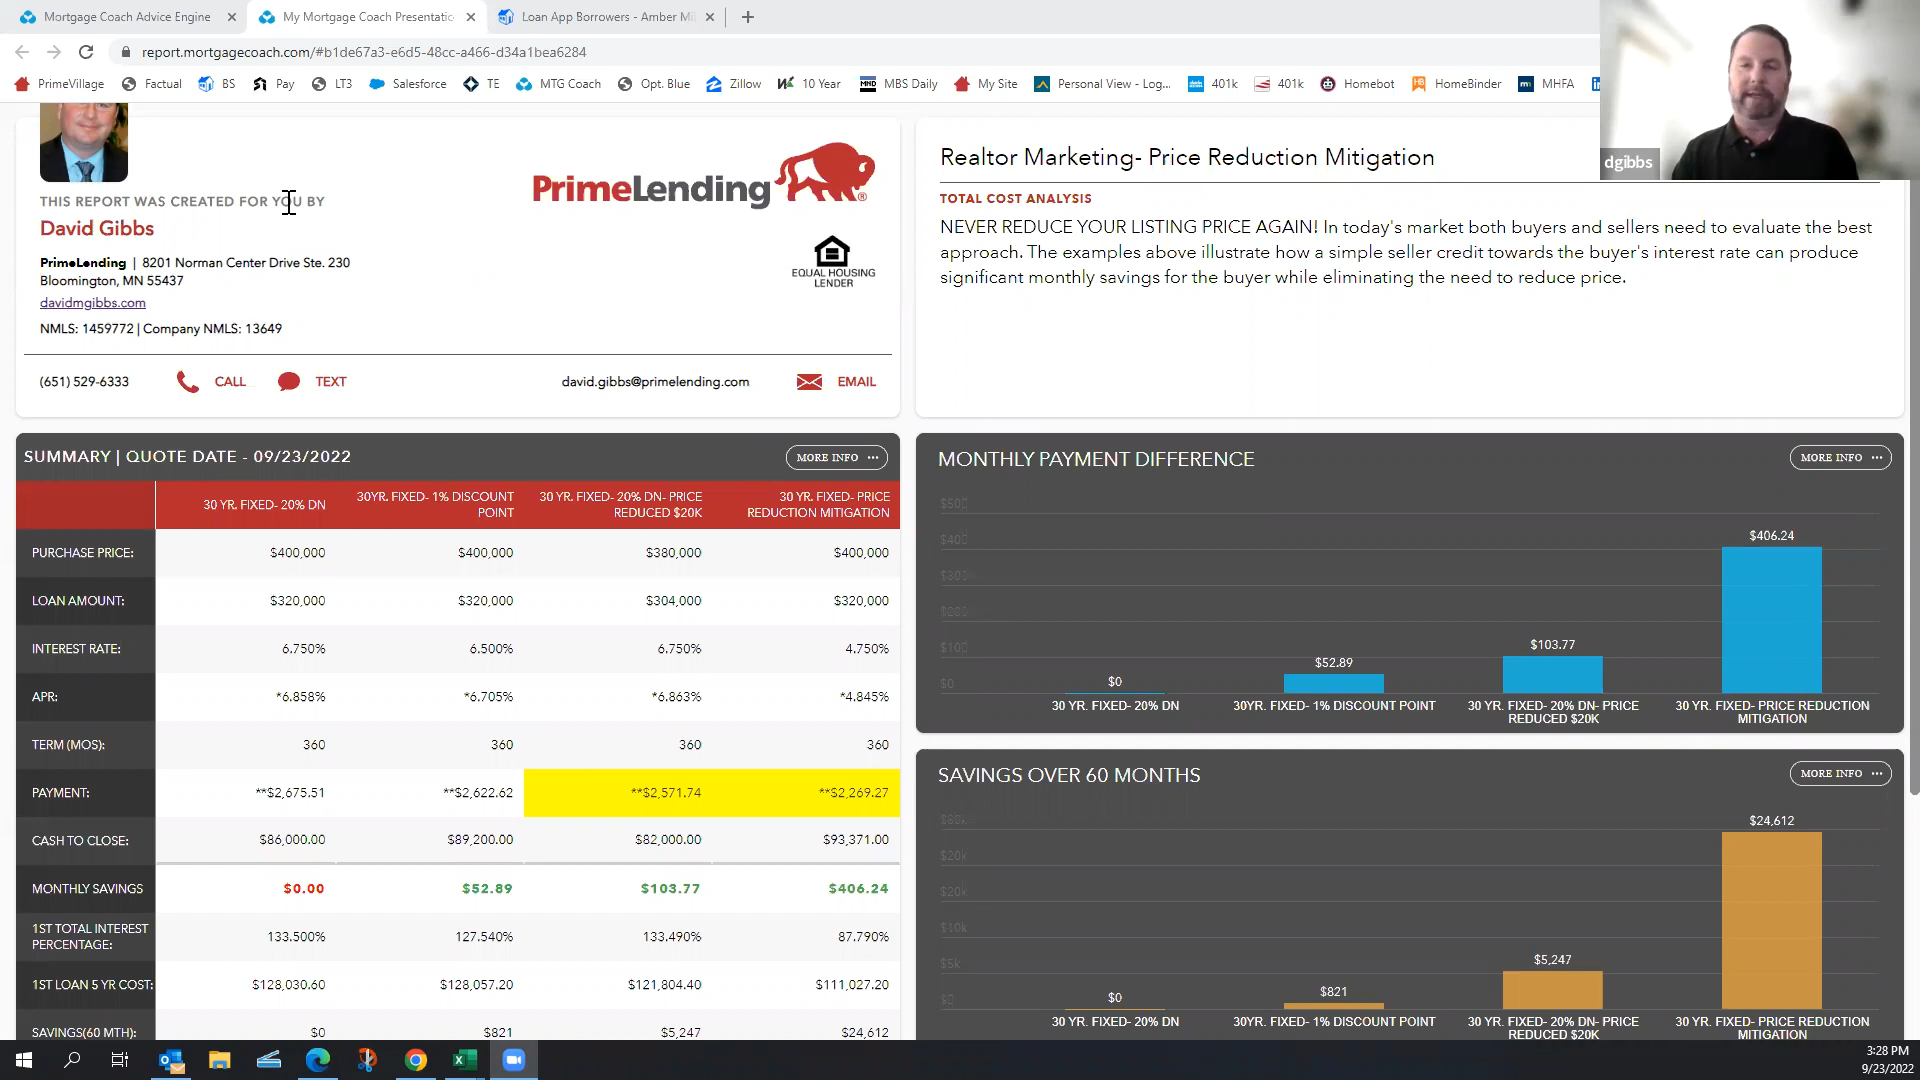 Mortgage Coach Advice Engine
My Mortgage Coach Presentatio
Loan App Borrowers - Amber Mi
report.mortgagecoach.com/#b1de67a3-e6d5-48cc-a466-d34a1bea6284
PrimeVillage Factual BS Pay LT3 Salesforce TE MTG Coach Opt. Blue Zillow 10 Year MBS Daily My Site Personal View - Log... 401k 401k Homebot HomeBinder MHFA
dgibbs
THIS REPORT WAS CREATED FOR YOU BY
David Gibbs
PrimeLending | 8201 Norman Center Drive Ste. 230
Bloomington, MN 55437
davidmgibbs.com
NMLS: 1459772 | Company NMLS: 13649
PrimeLending
EQUAL HOUSING
LENDER
(651) 529-6333 CALL TEXT david.gibbs@primelending.com EMAIL
Realtor Marketing- Price Reduction Mitigation
TOTAL COST ANALYSIS
NEVER REDUCE YOUR LISTING PRICE AGAIN! In today's market both buyers and sellers need to evaluate the best
approach. The examples above illustrate how a simple seller credit towards the buyer's interest rate can produce
significant monthly savings for the buyer while eliminating the need to reduce price.
SUMMARY | QUOTE DATE - 09/23/2022 MORE INFO ...
30 YR. FIXED- 20% DN 30YR. FIXED- 1% DISCOUNT POINT 30 YR. FIXED- 20% DN- PRICE REDUCED $20K 30 YR. FIXED- PRICE REDUCTION MITIGATION
PURCHASE PRICE: $400,000 $400,000 $380,000 $400,000
LOAN AMOUNT: $320,000 $320,000 $304,000 $320,000
INTEREST RATE: 6.750% 6.500% 6.750% 4.750%
APR: *6.858% *6.705% *6.863% *4.845%
TERM (MOS): 360 360 360 360
PAYMENT: **$2,675.51 **$2,622.62 **$2,571.74 **$2,269.27
CASH TO CLOSE: $86,000.00 $89,200.00 $82,000.00 $93,371.00
MONTHLY SAVINGS $0.00 $52.89 $103.77 $406.24
1ST TOTAL INTEREST
PERCENTAGE: 133.500% 127.540% 133.490% 87.790%
1ST LOAN 5 YR COST: $128,030.60 $128,057.20 $121,804.40 $111,027.20
SAVINGS(60 MTH): $0 $821 $5,247 $24,612
MONTHLY PAYMENT DIFFERENCE MORE INFO ...
$406.24
$103.77
$52.89
$0
$0
30 YR. FIXED- 20% DN 30YR. FIXED- 1% DISCOUNT POINT 30 YR. FIXED- 20% DN- PRICE REDUCED $20K 30 YR. FIXED- PRICE REDUCTION MITIGATION
SAVINGS OVER 60 MONTHS MORE INFO ...
$24,612
$5,247
$821
$0
30 YR. FIXED- 20% DN 30YR. FIXED- 1% DISCOUNT POINT 30 YR. FIXED- 20% DN- PRICE REDUCED $20K 30 YR. FIXED- PRICE REDUCTION MITIGATION
3:28 PM
9/23/2022